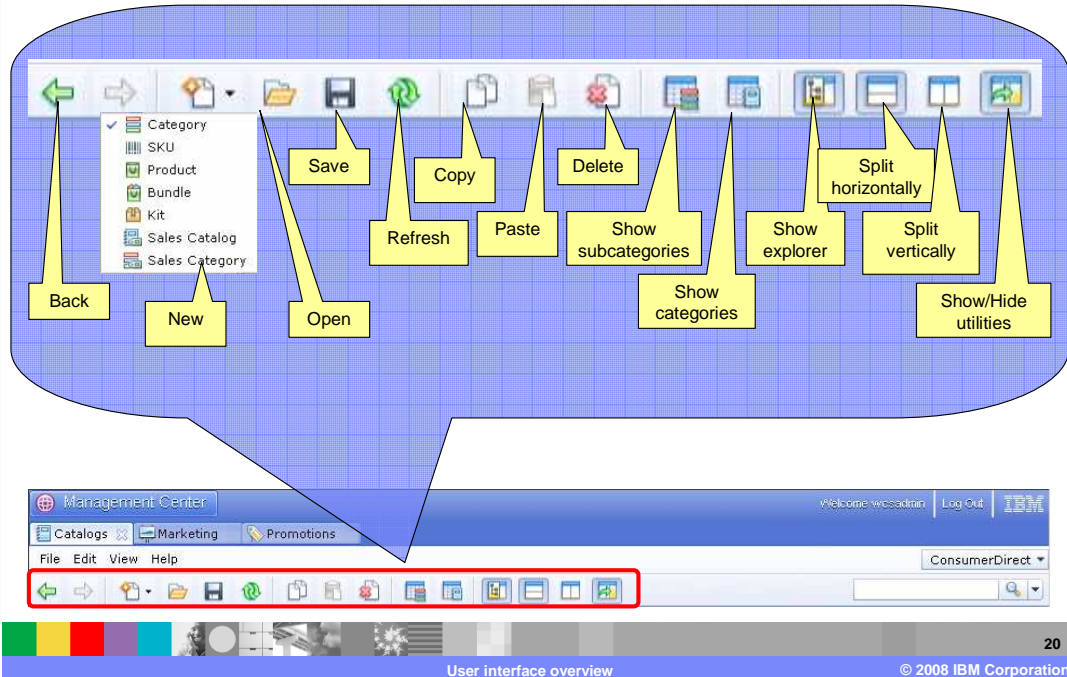 Category
SKU
Product
Bundle
Kit
Sales Catalog
Sales Category
Back
New
Open
Save
Refresh
Copy
Paste
Delete
Show
subcategories
Show
categories
Show
explorer
Split
horizontally
Split
vertically
Show/Hide
utilities
Management Center
Welcome wcsadmin Log Out IBM
Catalogs Marketing Promotions
File Edit View Help
ConsumerDirect
20
User interface overview
© 2008 IBM Corporation